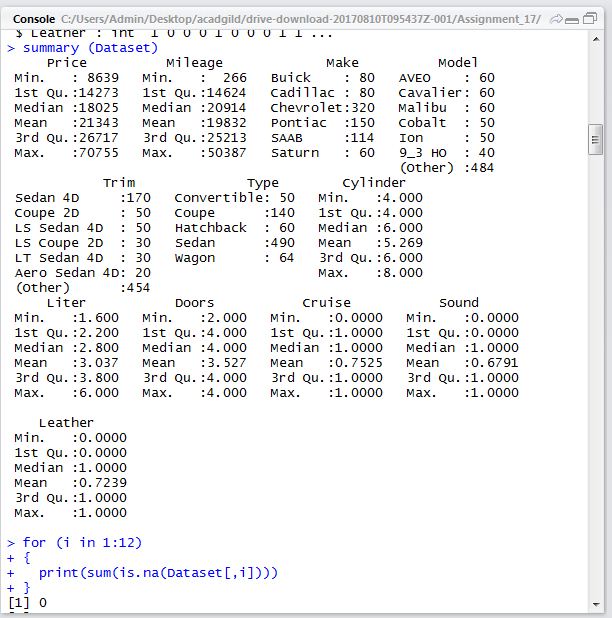 Console C:/Users/Admin/Desktop/acadgild/drive-download-20170810T095437Z-001/Assignment_17/
$ Leather : int 1 0 0 0 1 0 0 0 1 1 ...
> summary (Dataset)
Price Mileage Make Model
Min. : 8639 Min. : 266 Buick : 80 AVEO : 60
1st Qu.:14273 1st Qu.:14624 Cadillac : 80 Cavalier: 60
Median :18025 Median :20914 Chevrolet:320 Malibu : 60
Mean :21343 Mean :19832 Pontiac :150 Cobalt : 50
3rd Qu.:26717 3rd Qu.:25213 SAAB :114 Ion : 50
Max. :70755 Max. :50387 Saturn : 60 9_3 HO : 40
(Other) :484
Trim Type Cylinder
Sedan 4D :170 Convertible: 50 Min. :4.000
Coupe 2D : 50 Coupe :140 1st Qu.:4.000
LS Sedan 4D : 50 Hatchback : 60 Median :6.000
LS Coupe 2D : 30 Sedan :490 Mean :5.269
LT Sedan 4D : 30 Wagon : 64 3rd Qu.:6.000
Aero Sedan 4D: 20 Max. :8.000
(Other) :454
Liter Doors Cruise Sound
Min. :1.600 Min. :2.000 Min. :0.0000 Min. :0.0000
1st Qu.:2.200 1st Qu.:4.000 1st Qu.:1.0000 1st Qu.:0.0000
Median :2.800 Median :4.000 Median :1.0000 Median :1.0000
Mean :3.037 Mean :3.527 Mean :0.7525 Mean :0.6791
3rd Qu.:3.800 3rd Qu.:4.000 3rd Qu.:1.0000 3rd Qu.:1.0000
Max. :6.000 Max. :4.000 Max. :1.0000 Max. :1.0000
Leather
Min. :0.0000
1st Qu.:0.0000
Median :1.0000
Mean :0.7239
3rd Qu.:1.0000
Max. :1.0000
> for (i in 1:12)
+ {
+ print(sum(is.na(Dataset[,i])))
+ }
[1] 0